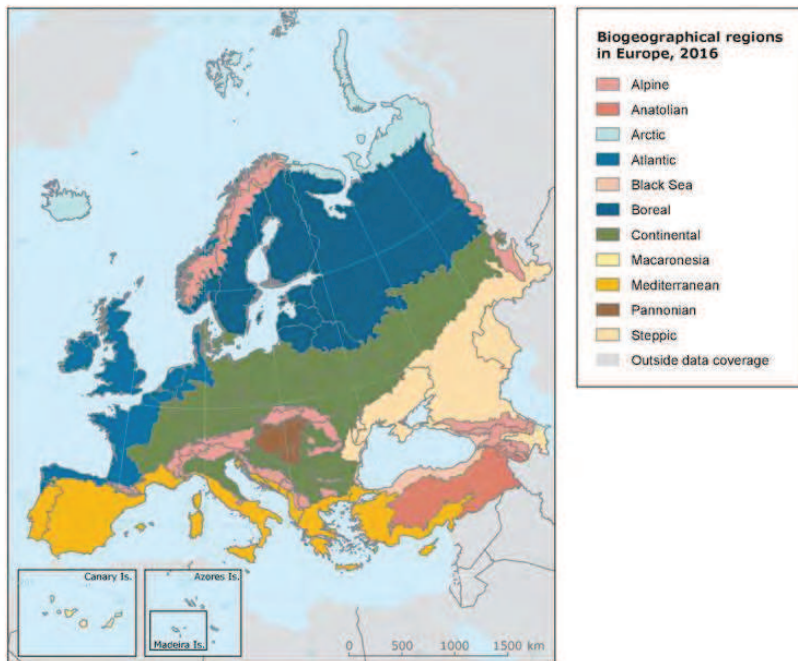 Biogeographical regions
in Europe, 2016
Alpine
Anatolian
Arctic
Atlantic
Black Sea
Boreal
Continental
Macaronesia
Mediterranean
Pannonian
Steppic
Outside data coverage
Canary Is.
Azores Is.
Madeira Is.
0 500 1000 1500 km